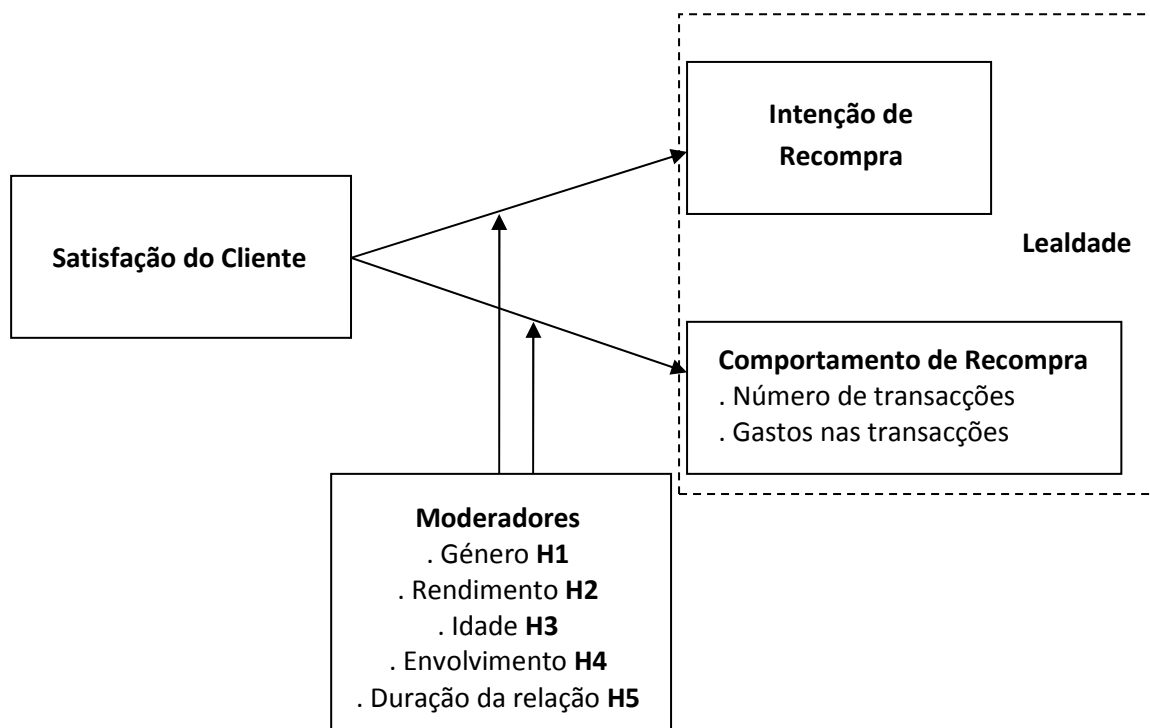 Intenção de
Recompra
Satisfação do Cliente
Lealdade
Comportamento de Recompra
. Número de transacções
. Gastos nas transacções
Moderadores
. Género H1
. Rendimento H2
. Idade H3
. Envolvimento H4
. Duração da relação H5